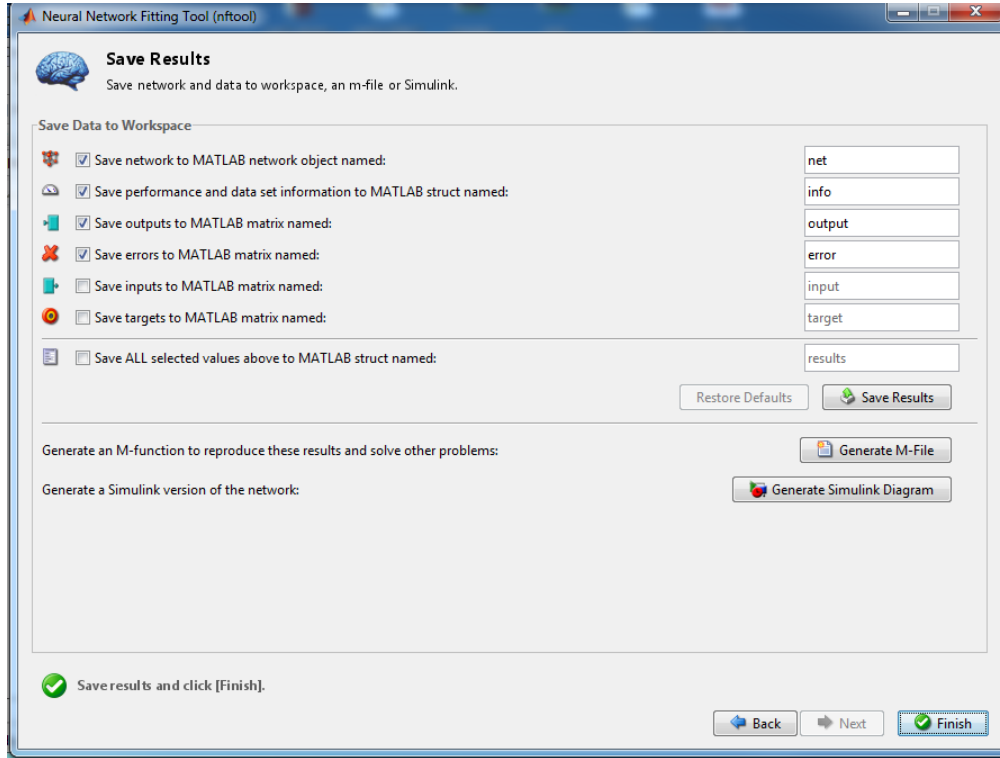 Neural Network Fitting Tool (nftool)
Save Results
Save network and data to workspace, an m-file or Simulink.
Save Data to Workspace
Save network to MATLAB network object named: net
Save performance and data set information to MATLAB struct named: info
Save outputs to MATLAB matrix named: output
Save errors to MATLAB matrix named: error
Save inputs to MATLAB matrix named: input
Save targets to MATLAB matrix named: target
Save ALL selected values above to MATLAB struct named: results
Restore Defaults Save Results
Generate an M-function to reproduce these results and solve other problems: Generate M-File
Generate a Simulink version of the network: Generate Simulink Diagram
Save results and click [Finish].
Back Next Finish